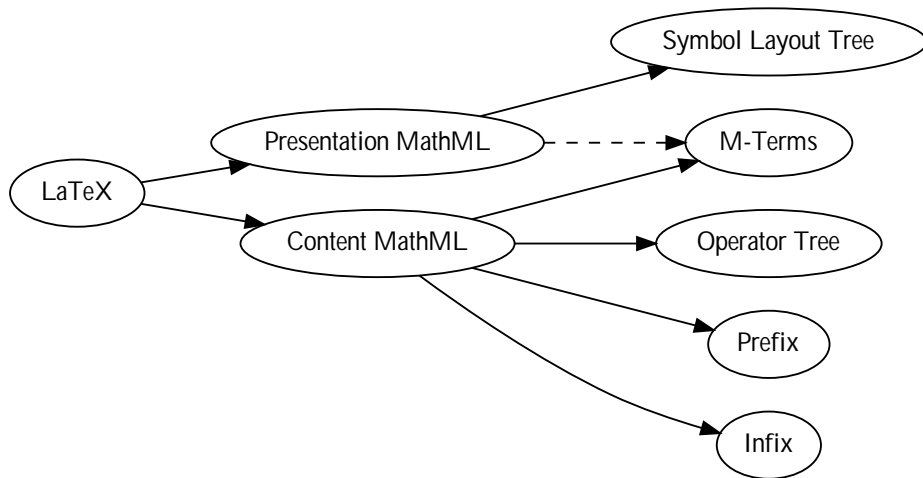 Symbol Layout Tree
Presentation MathML
M-Terms
LaTeX
Content MathML
Operator Tree
Prefix
Infix